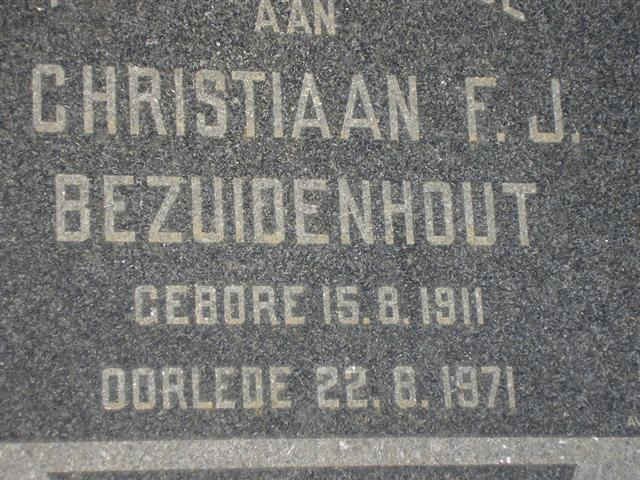 AAN
CHRISTIAAN F. J.
BEZUIDENHOUT
GEBORE 15.8.1911
OORLEDE 22.8.1971